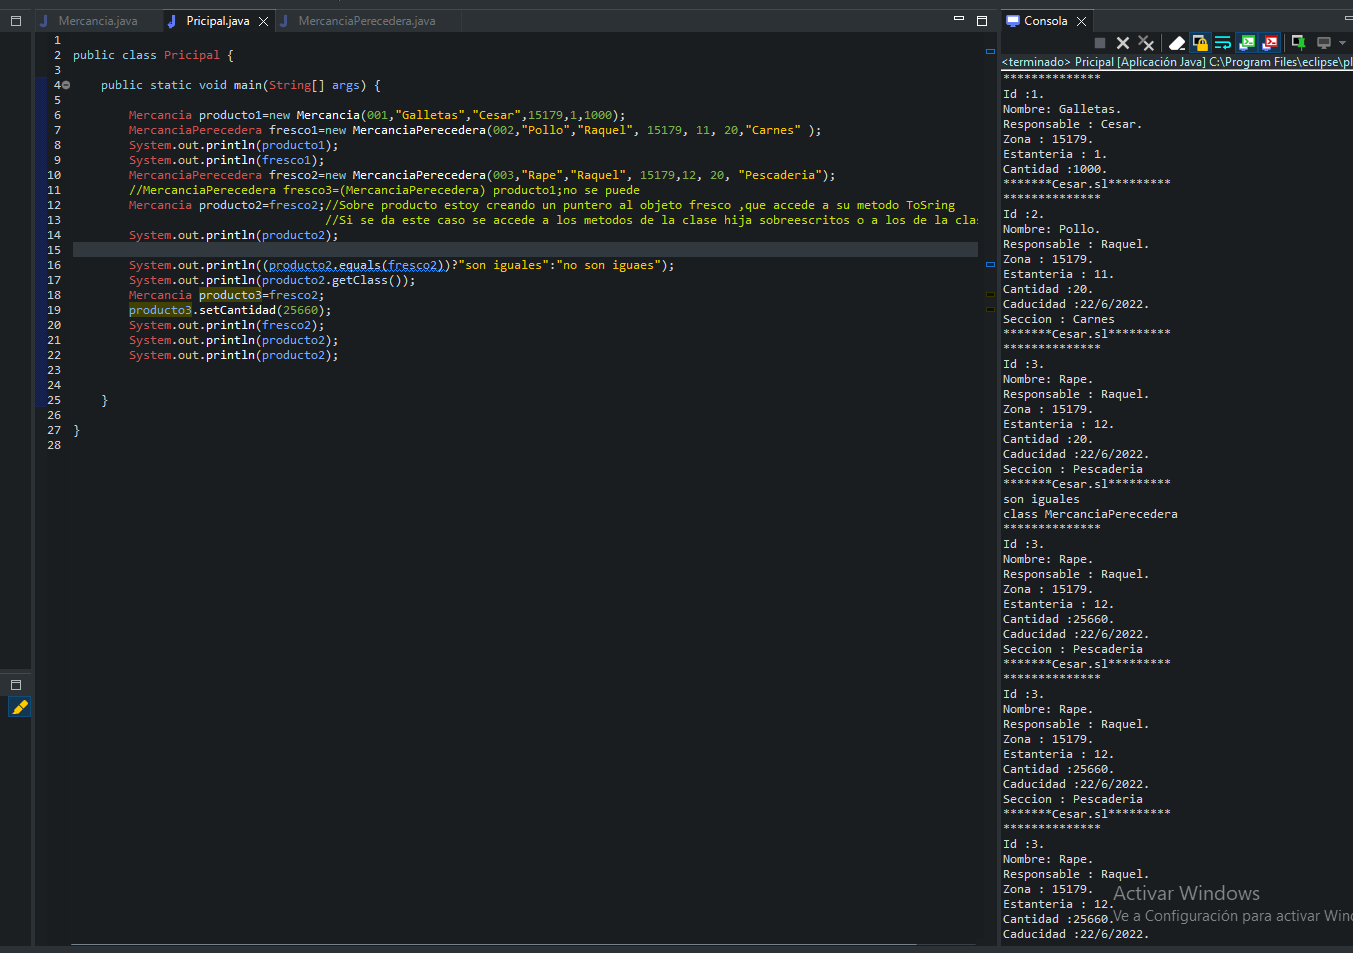 Mercancia.java
Pricipal.java
MercanciaPerecedera.java
1
2 public class Pricipal {
3
4 public static void main(String[] args) {
5
6 Mercancia producto1=new Mercancia(001,"Galletas","Cesar",15179,1,1000);
7 MercanciaPerecedera fresco1=new MercanciaPerecedera(002,"Pollo","Raquel", 15179, 11, 20,"Carnes" );
8 System.out.println(producto1);
9 System.out.println(fresco1);
10 MercanciaPerecedera fresco2=new MercanciaPerecedera(003,"Rape","Raquel", 15179,12, 20, "Pescaderia");
11 //MercanciaPerecedera fresco3=(MercanciaPerecedera) producto1;no se puede
12 Mercancia producto2=fresco2;//Sobre producto estoy creando un puntero al objeto fresco ,que accede a su metodo ToSring
13 //Si se da este caso se accede a los metodos de la clase hija sobreescritos o a los de la clas
14 System.out.println(producto2);
15
16 System.out.println((producto2.equals(fresco2))?"son iguales":"no son iguaes");
17 System.out.println(producto2.getClass());
18 Mercancia producto3=fresco2;
19 producto3.setCantidad(25660);
20 System.out.println(fresco2);
21 System.out.println(producto2);
22 System.out.println(producto2);
23
24
25 }
26
27 }
28
Consola
<terminado> Pricipal [Aplicación Java] C:\Program Files\eclipse\pl
**************
Id :1.
Nombre: Galletas.
Responsable : Cesar.
Zona : 15179.
Estanteria : 1.
Cantidad :1000.
*******Cesar.sl*********
**************
Id :2.
Nombre: Pollo.
Responsable : Raquel.
Zona : 15179.
Estanteria : 11.
Cantidad :20.
Caducidad :22/6/2022.
Seccion : Carnes
*******Cesar.sl*********
**************
Id :3.
Nombre: Rape.
Responsable : Raquel.
Zona : 15179.
Estanteria : 12.
Cantidad :20.
Caducidad :22/6/2022.
Seccion : Pescaderia
*******Cesar.sl*********
son iguales
class MercanciaPerecedera
**************
Id :3.
Nombre: Rape.
Responsable : Raquel.
Zona : 15179.
Estanteria : 12.
Cantidad :25660.
Caducidad :22/6/2022.
Seccion : Pescaderia
*******Cesar.sl*********
**************
Id :3.
Nombre: Rape.
Responsable : Raquel.
Zona : 15179.
Estanteria : 12.
Cantidad :25660.
Caducidad :22/6/2022.
Seccion : Pescaderia
*******Cesar.sl*********
**************
Id :3.
Nombre: Rape.
Responsable : Raquel.
Zona : 15179.
Estanteria : 12.
Cantidad :25660.
Caducidad :22/6/2022.
Activar Windows
Ve a Configuración para activar Win